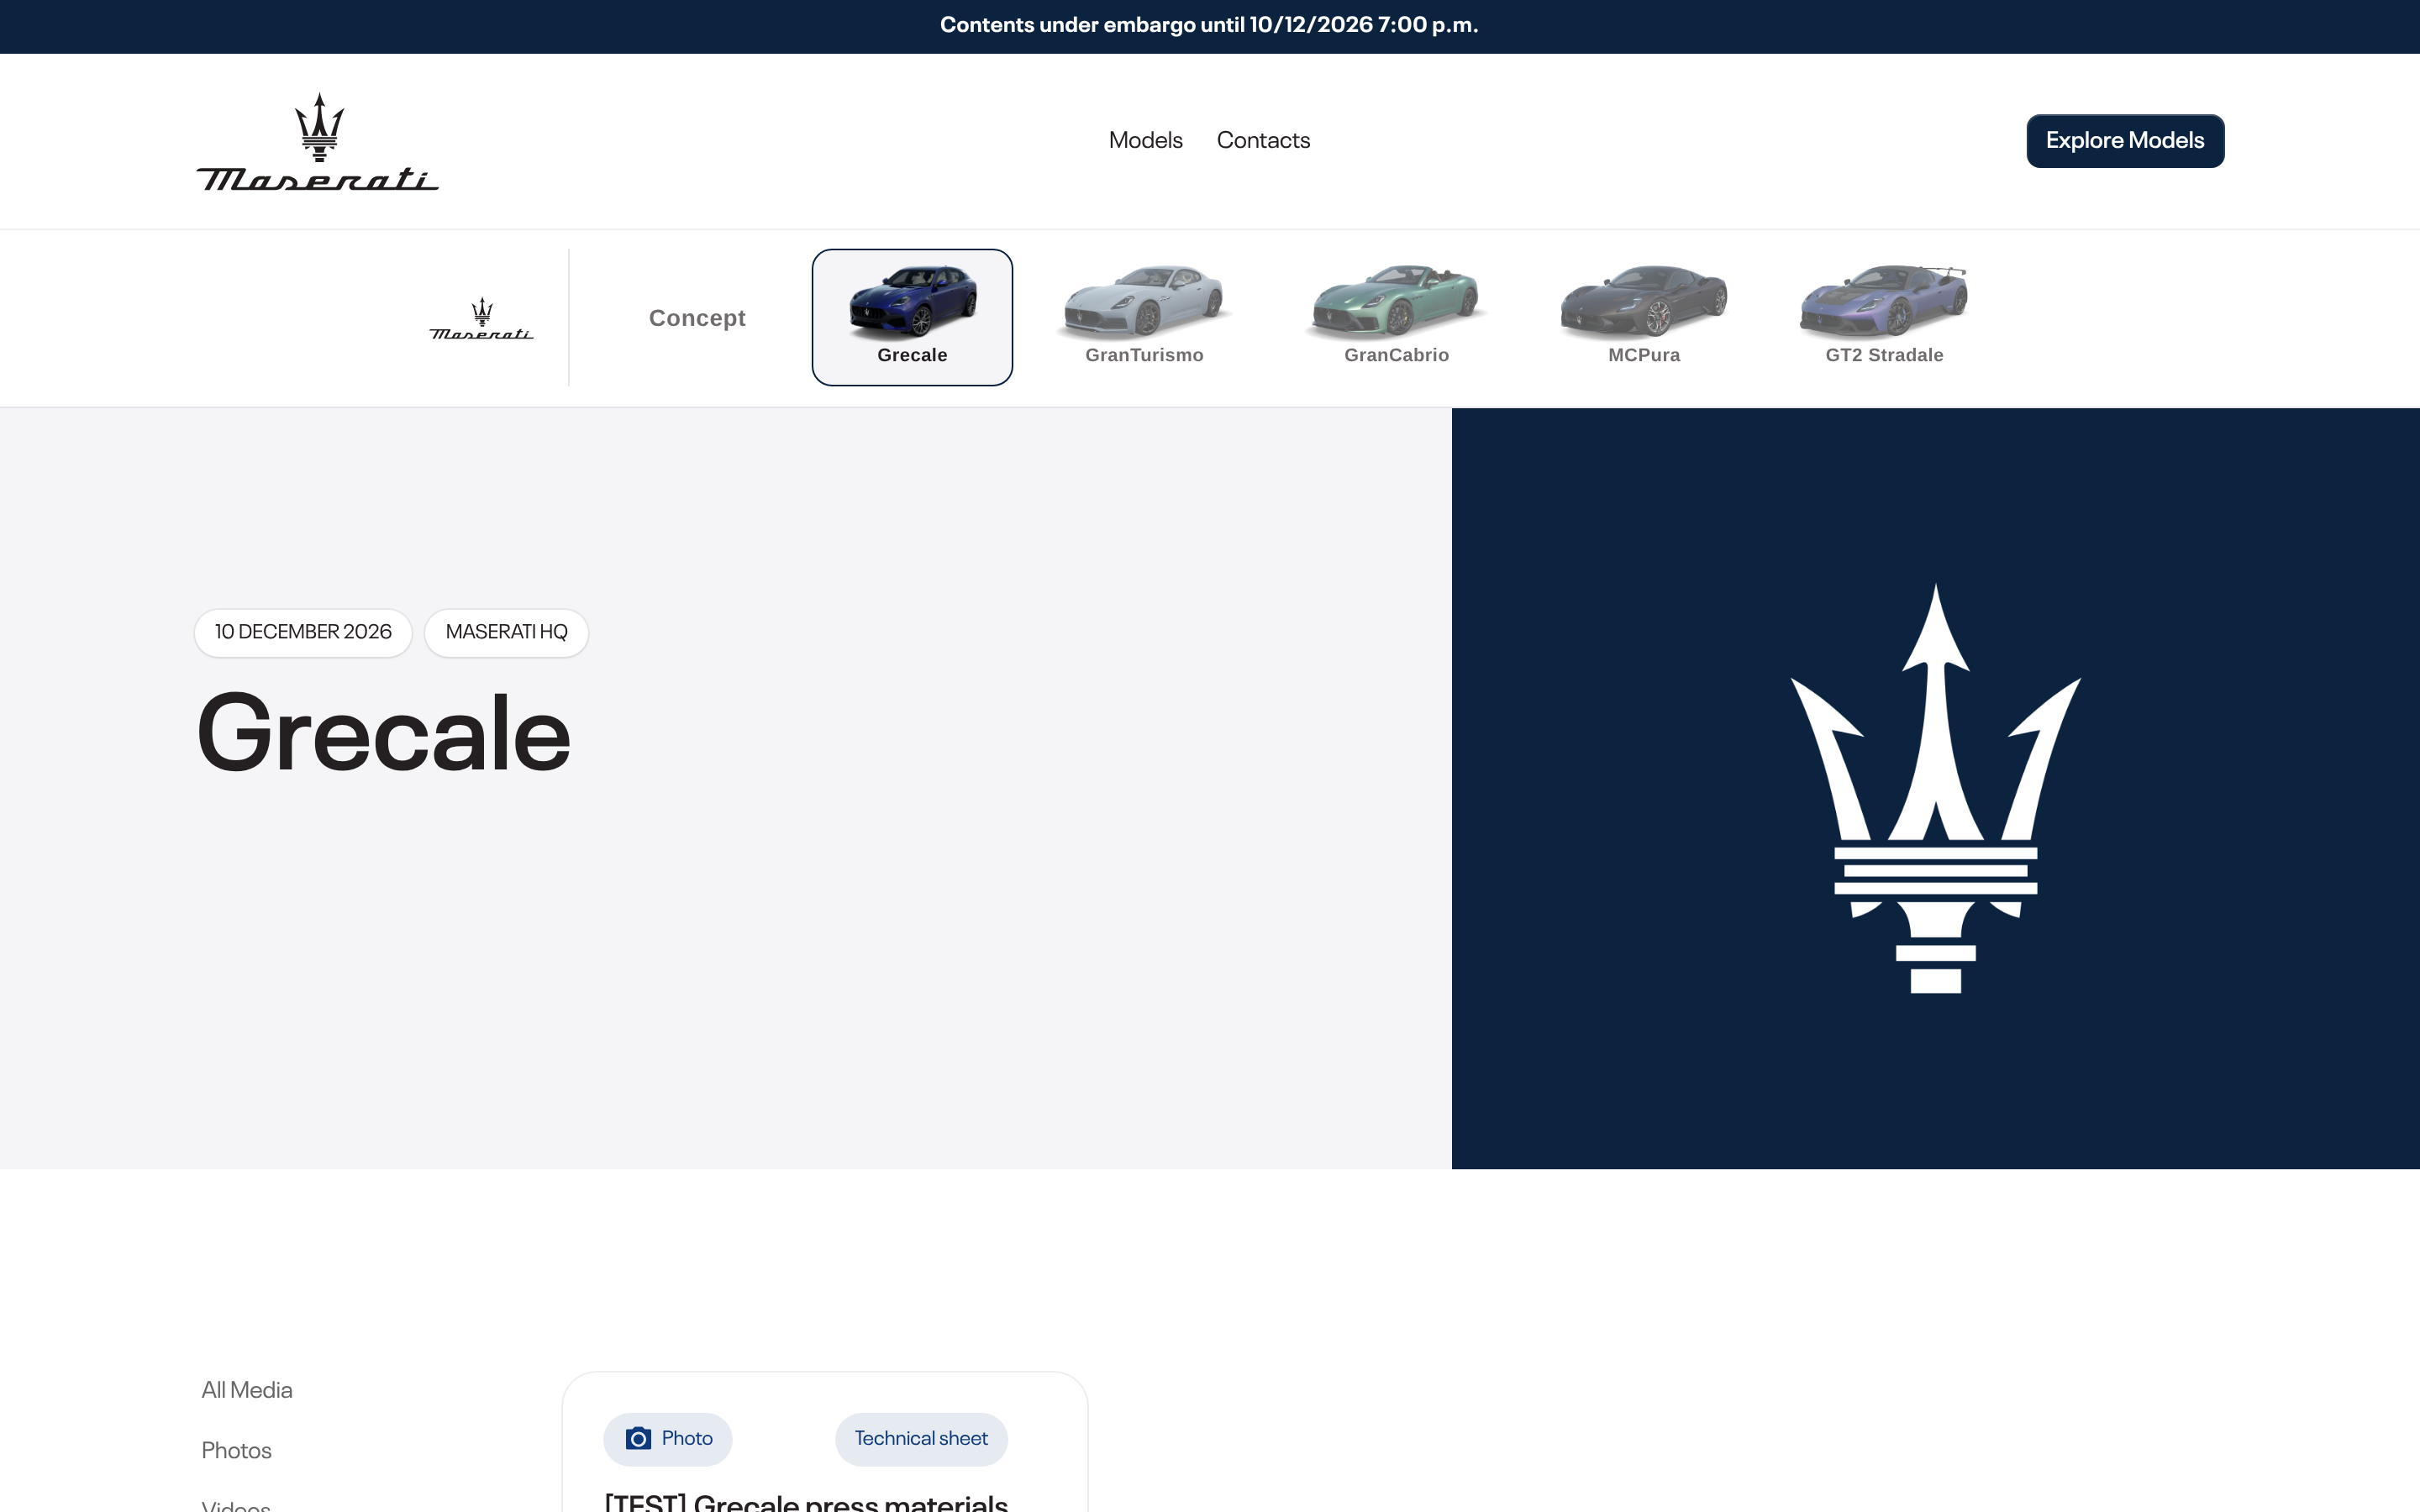 Contents under embargo until 10/12/2026 7:00 p.m.
Maserati
Models Contacts
Explore Models
Maserati
Concept
Grecale
GranTurismo
GranCabrio
MCPura
GT2 Stradale
10 DECEMBER 2026 MASERATI HQ
Grecale
All Media
Photos
Videos
Photo Technical sheet
[TEST] Grecale press materials